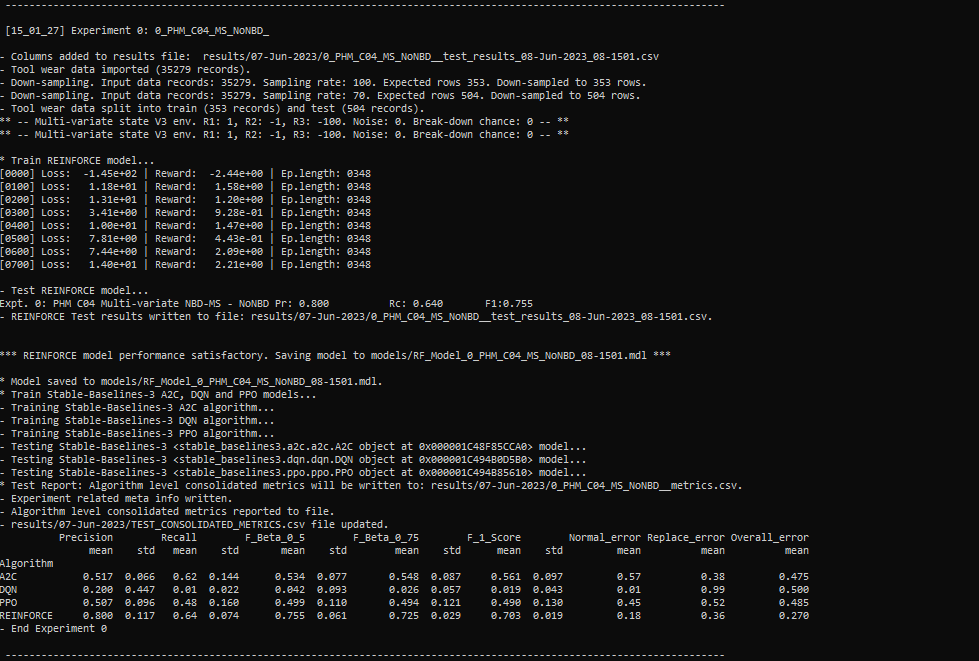 --------------------------------------------------------------------------------------------------------------------
[15_01_27] Experiment 0: 0_PHM_C04_MS_NoNBD_
- Columns added to results file:  results/07-Jun-2023/0_PHM_C04_MS_NoNBD__test_results_08-Jun-2023_08-1501.csv
- Tool wear data imported (35279 records).
- Down-sampling. Input data records: 35279. Sampling rate: 100. Expected rows 353. Down-sampled to 353 rows.
- Down-sampling. Input data records: 35279. Sampling rate: 70. Expected rows 504. Down-sampled to 504 rows.
- Tool wear data split into train (353 records) and test (504 records).
** -- Multi-variate state V3 env. R1: 1, R2: -1, R3: -100. Noise: 0. Break-down chance: 0 -- **
** -- Multi-variate state V3 env. R1: 1, R2: -1, R3: -100. Noise: 0. Break-down chance: 0 -- **
* Train REINFORCE model...
[0000] Loss:  -1.45e+02 | Reward:  -2.44e+00 | Ep.length: 0348
[0100] Loss:   1.18e+01 | Reward:   1.58e+00 | Ep.length: 0348
[0200] Loss:   1.31e+01 | Reward:   1.20e+00 | Ep.length: 0348
[0300] Loss:   3.41e+00 | Reward:   9.28e-01 | Ep.length: 0348
[0400] Loss:   1.00e+01 | Reward:   1.47e+00 | Ep.length: 0348
[0500] Loss:   7.81e+00 | Reward:   4.43e-01 | Ep.length: 0348
[0600] Loss:   7.44e+00 | Reward:   2.09e+00 | Ep.length: 0348
[0700] Loss:   1.40e+01 | Reward:   2.21e+00 | Ep.length: 0348
- Test REINFORCE model...
Expt. 0: PHM C04 Multi-variate NBD-MS - NoNBD Pr: 0.800          Rc: 0.640       F1:0.755
- REINFORCE Test results written to file: results/07-Jun-2023/0_PHM_C04_MS_NoNBD__test_results_08-Jun-2023_08-1501.csv.
*** REINFORCE model performance satisfactory. Saving model to models/RF_Model_0_PHM_C04_MS_NoNBD_08-1501.mdl ***
* Model saved to models/RF_Model_0_PHM_C04_MS_NoNBD_08-1501.mdl.
* Train Stable-Baselines-3 A2C, DQN and PPO models...
- Training Stable-Baselines-3 A2C algorithm...
- Training Stable-Baselines-3 DQN algorithm...
- Training Stable-Baselines-3 PPO algorithm...
- Testing Stable-Baselines-3 <stable_baselines3.a2c.a2c.A2C object at 0x000001C48F85CCA0> model...
- Testing Stable-Baselines-3 <stable_baselines3.dqn.dqn.DQN object at 0x000001C494B0D5B0> model...
- Testing Stable-Baselines-3 <stable_baselines3.ppo.ppo.PPO object at 0x000001C494B85610> model...
* Test Report: Algorithm level consolidated metrics will be written to: results/07-Jun-2023/0_PHM_C04_MS_NoNBD__metrics.csv.
- Experiment related meta info written.
- Algorithm level consolidated metrics reported to file.
- results/07-Jun-2023/TEST_CONSOLIDATED_METRICS.csv file updated.
Precision Recall F_Beta_0_5 F_Beta_0_75 F_1_Score Normal_error Replace_error Overall_error
mean std mean std mean std mean std mean std mean mean mean
Algorithm
A2C 0.517 0.066 0.62 0.144 0.534 0.077 0.548 0.087 0.561 0.097 0.57 0.38 0.475
DQN 0.200 0.447 0.01 0.022 0.042 0.093 0.026 0.057 0.019 0.043 0.01 0.99 0.500
PPO 0.507 0.096 0.48 0.160 0.499 0.110 0.494 0.121 0.490 0.130 0.45 0.52 0.485
REINFORCE 0.800 0.117 0.64 0.074 0.755 0.061 0.725 0.029 0.703 0.019 0.18 0.36 0.270
- End Experiment 0
--------------------------------------------------------------------------------------------------------------------